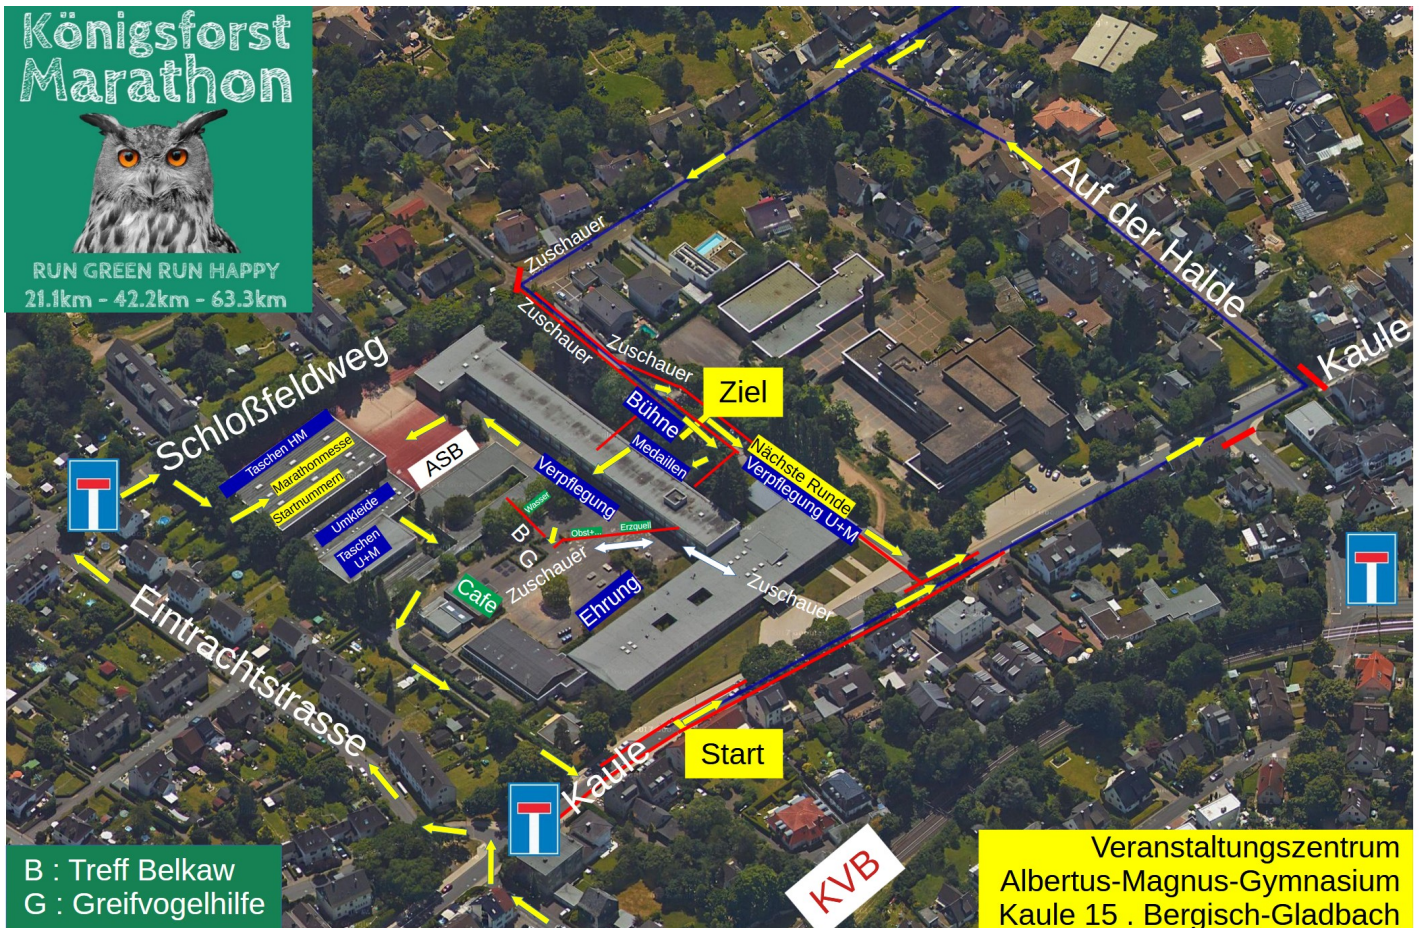 Königsforst
Marathon
RUN GREEN RUN HAPPY
21.1km - 42.2km - 63.3km
Auf der Halde
Kaule
Zuschauer
Zuschauer
Zuschauer
Ziel
Schloßfeldweg
Bühne
Medaillen
Nächste Runde
Verpflegung U+M
Taschen HM
Marathonmesse
Startnummern
ASB
Umkleide
Taschen
U+M
Verpflegung
Wasser
Obst+...
Erzquell
B G
Zuschauer
Zuschauer
Cafe
Ehrung
Eintrachtstrasse
Start
Kaule
KVB
B : Treff Belkaw
G : Greifvogelhilfe
Veranstaltungszentrum
Albertus-Magnus-Gymnasium
Kaule 15 . Bergisch-Gladbach